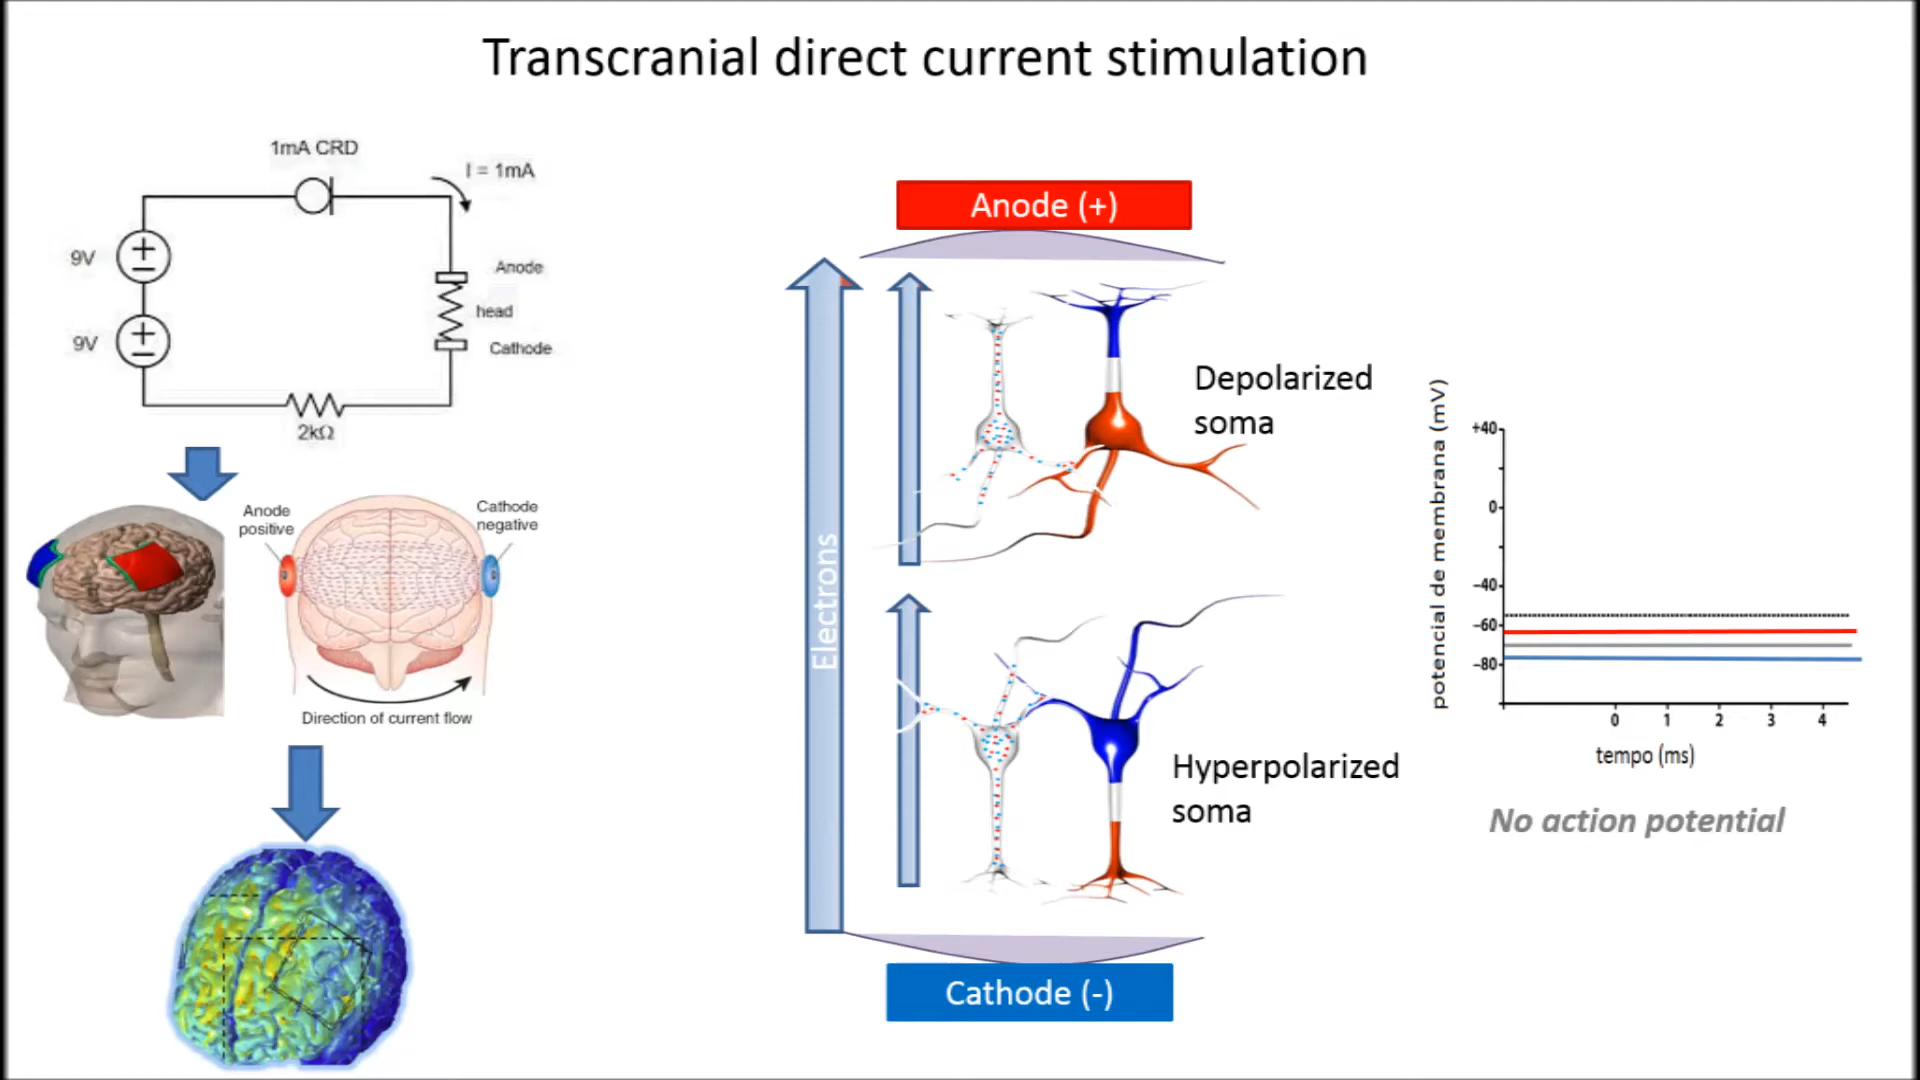 Transcranial direct current stimulation
1mA CRD
I = 1mA
9V
+
−
9V
+
−
Anode
head
Cathode
2kΩ
Anode
positive
Cathode
negative
Direction of current flow
Anode (+)
Electrons
Depolarized
soma
Hyperpolarized
soma
Cathode (-)
potencial de membrana (mV)
+40
0
−40
−60
−80
0 1 2 3 4
tempo (ms)
No action potential